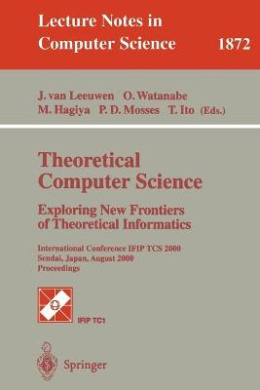 Lecture Notes in
Computer Science 1872
J. van Leeuwen O. Watanabe
M. Hagiya P. D. Mosses T. Ito (Eds.)
Theoretical
Computer Science
Exploring New Frontiers
of Theoretical Informatics
International Conference IFIP TCS 2000
Sendai, Japan, August 2000
Proceedings
IFIP TC1
Springer